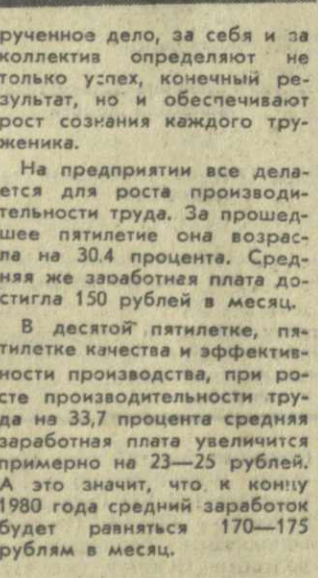 рученное дело, за себя и за
коллектив определяют не
только успех, конечный ре-
зультат, но и обеспечивают
рост сознания каждого тру-
женика.
На предприятии все дела-
ется для роста производи-
тельности труда. За прошед-
шее пятилетие она возрас-
ла на 30.4 процента. Сред-
няя же заработная плата до-
стигла 150 рублей в месяц.
В десятой пятилетке, пя-
тилетке качества и эффектив-
ности производства, при ро-
сте производительности тру-
да на 33,7 процента средняя
заработная плата увеличится
примерно на 23—25 рублей.
А это значит, что к концу
1980 года средний заработок
будет равняться 170—175
рублям в месяц.